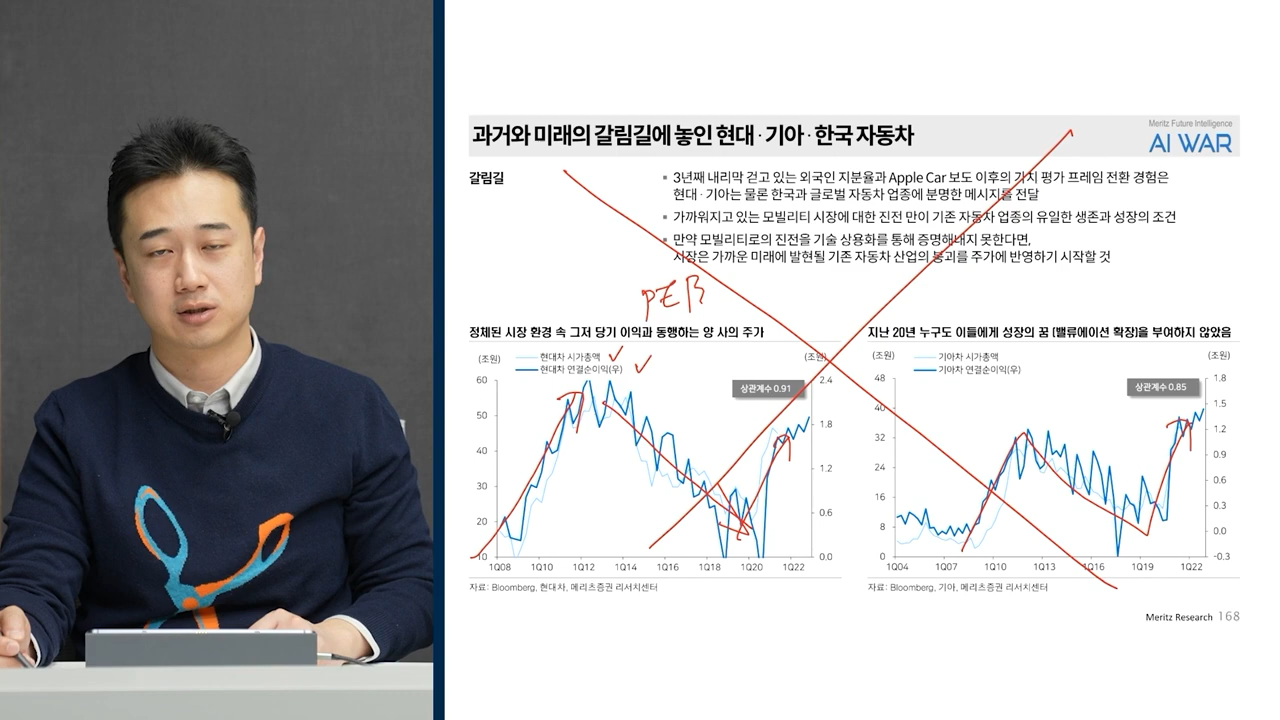 과거와 미래의 갈림길에 놓인 현대·기아·한국 자동차
Meritz Future Intelligence
AI WAR
갈림길
▪ 3년째 내리막 걷고 있는 외국인 지분율과 Apple Car 보도 이후의 가치 평가 프레임 전환 경험은
현대·기아는 물론 한국과 글로벌 자동차 업종에 분명한 메시지를 전달
▪ 가까워지고 있는 모빌리티 시장에 대한 진전 만이 기존 자동차 업종의 유일한 생존과 성장의 조건
▪ 만약 모빌리티로의 진전을 기술 상용화를 통해 증명해내지 못한다면,
시장은 가까운 미래에 발현될 기존 자동차 산업의 붕괴를 주가에 반영하기 시작할 것
PER
정체된 시장 환경 속 그저 당기 이익과 동행하는 양 사의 주가
(조원)
현대차 시가총액
현대차 연결순이익(우)
(조원)
상관계수 0.91
60
50
40
30
20
10
2.4
1.8
1.2
0.6
0.0
1Q08 1Q10 1Q12 1Q14 1Q16 1Q18 1Q20 1Q22
자료: Bloomberg, 현대차, 메리츠증권 리서치센터
지난 20년 누구도 이들에게 성장의 꿈 [밸류에이션 확장]을 부여하지 않았음
(조원)
기아차 시가총액
기아차 연결순이익(우)
(조원)
상관계수 0.85
48
40
32
24
16
8
0
1.8
1.5
1.2
0.9
0.6
0.3
0.0
-0.3
1Q04 1Q07 1Q10 1Q13 1Q16 1Q19 1Q22
자료: Bloomberg, 기아, 메리츠증권 리서치센터
Meritz Research 168